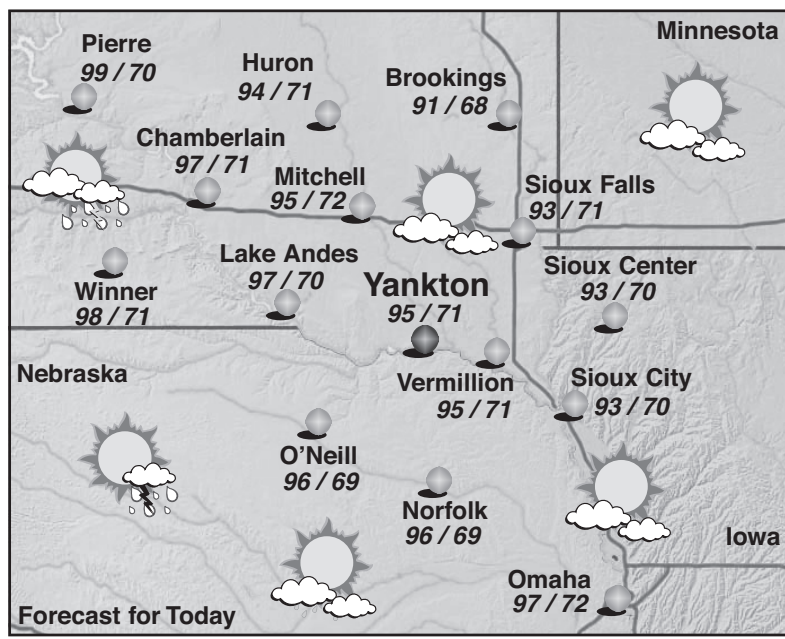 Minnesota
Pierre
99 / 70
Huron
94 / 71
Brookings
91 / 68
Chamberlain
97 / 71
Mitchell
95 / 72
Sioux Falls
93 / 71
Winner
98 / 71
Lake Andes
97 / 70
Yankton
95 / 71
Sioux Center
93 / 70
Nebraska
Vermillion
95 / 71
Sioux City
93 / 70
O'Neill
96 / 69
Norfolk
96 / 69
Iowa
Omaha
97 / 72
Forecast for Today